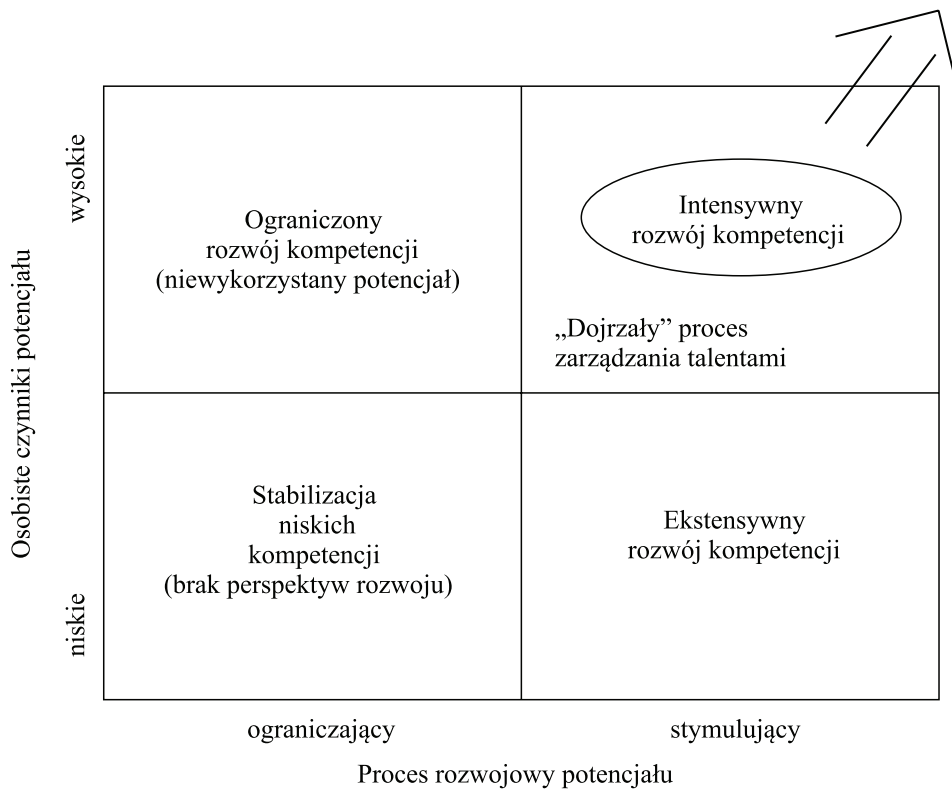 Osobiste czynniki potencjału
wysokie
niskie
Ograniczony
rozwój kompetencji
(niewykorzystany potencjał)
Intensywny
rozwój kompetencji
„Dojrzały” proces
zarządzania talentami
Stabilizacja
niskich
kompetencji
(brak perspektyw rozwoju)
Ekstensywny
rozwój kompetencji
ograniczający
stymulujący
Proces rozwojowy potencjału